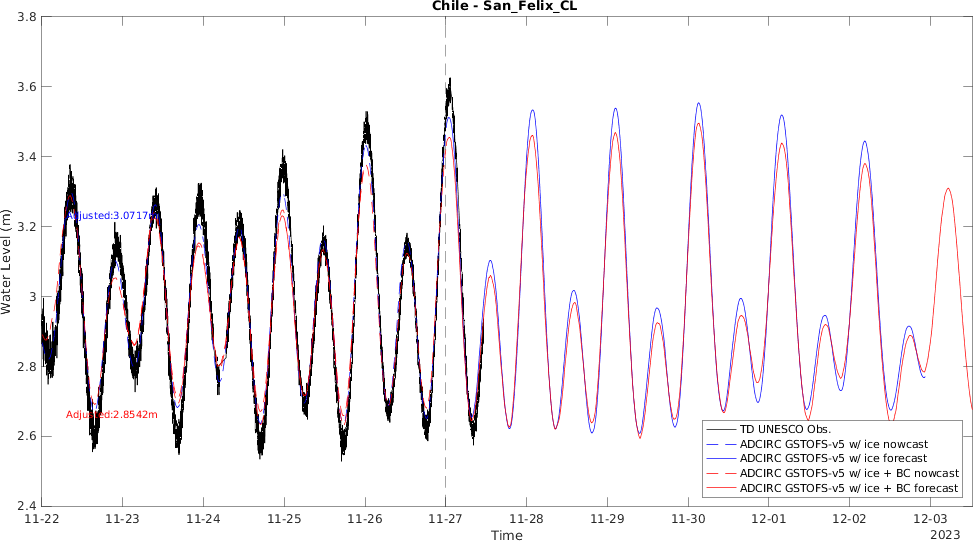 Chile - San_Felix_CL
3.8
3.6
3.4
3.2
3
2.8
2.6
2.4
Water Level (m)
Adjusted:3.0717m
Adjusted:2.8542m
TD UNESCO Obs.
ADCIRC GSTOFS-v5 w/ ice nowcast
ADCIRC GSTOFS-v5 w/ ice forecast
ADCIRC GSTOFS-v5 w/ ice + BC nowcast
ADCIRC GSTOFS-v5 w/ ice + BC forecast
11-22 11-23 11-24 11-25 11-26 11-27 11-28 11-29 11-30 12-01 12-02 12-03
2023
Time